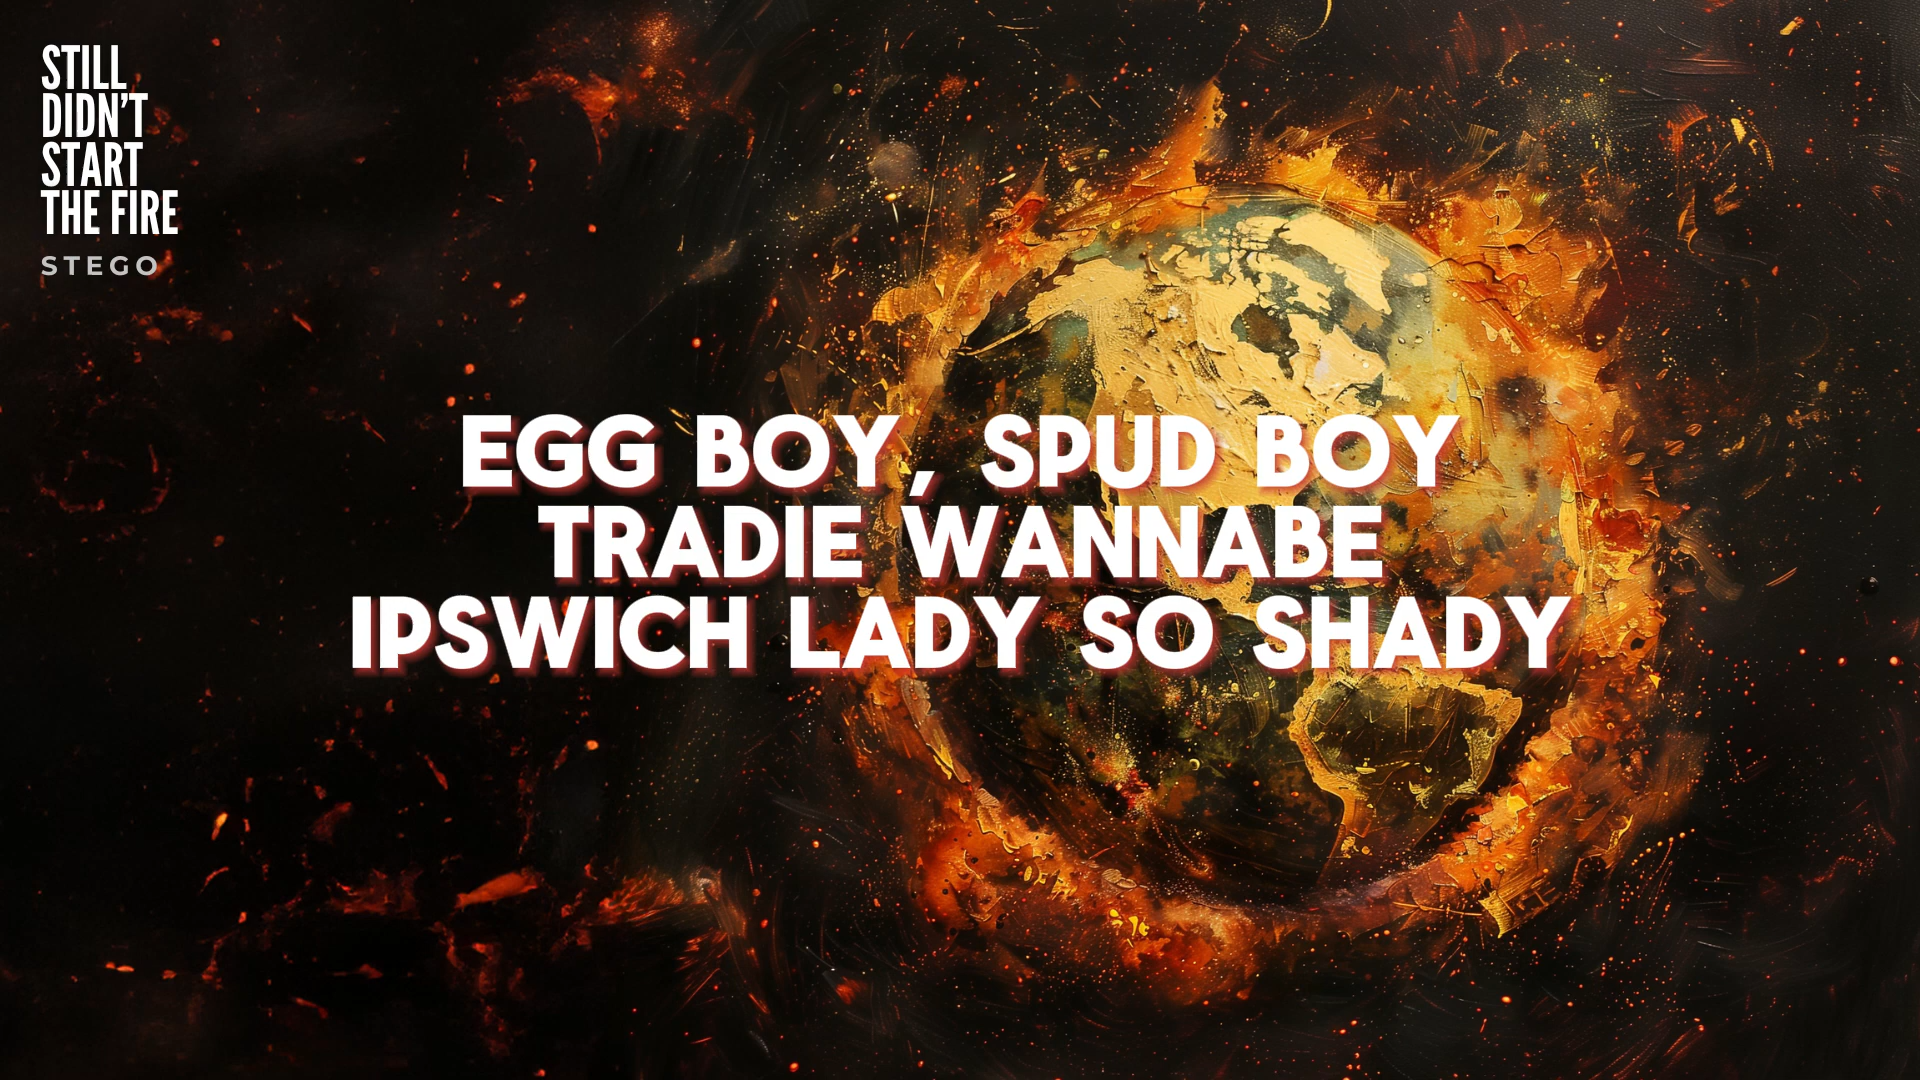 STILL
DIDN'T
START
THE FIRE
STEGO
EGG BOY, SPUD BOY
TRADIE WANNABE
IPSWICH LADY SO SHADY